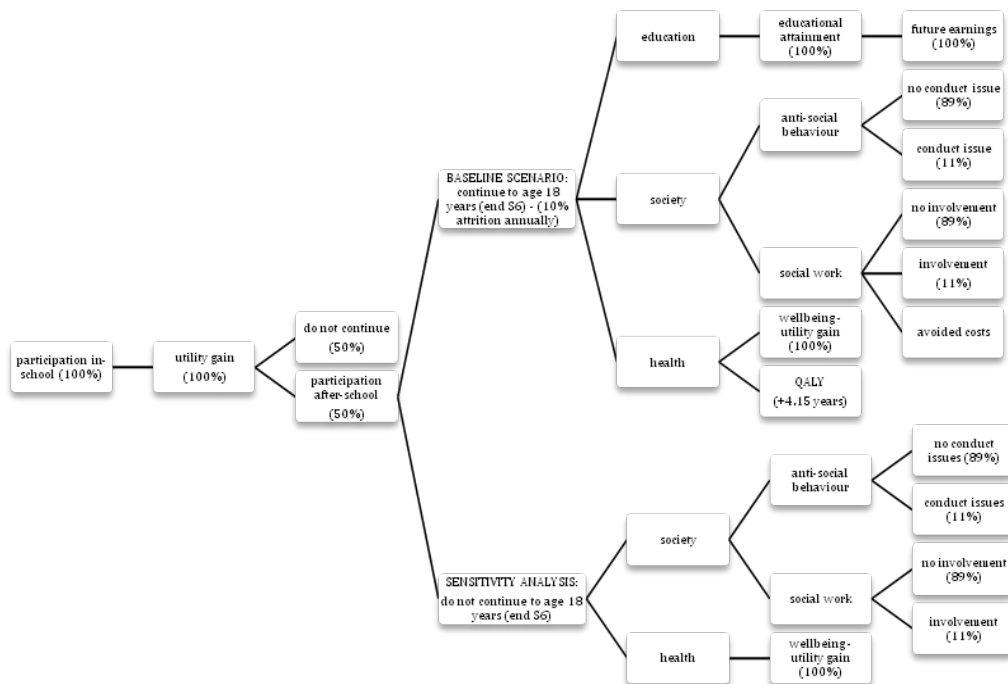 participation in-
school (100%)
utility gain
(100%)
do not continue
(50%)
participation
after-school
(50%)
BASELINE SCENARIO:
continue to age 18
years (end S6) - (10%
attrition annually)
education
educational
attainment
(100%)
future earnings
(100%)
society
anti-social
behaviour
no conduct issue
(89%)
conduct issue
(11%)
social work
no involvement
(89%)
involvement
(11%)
avoided costs
health
wellbeing-
utility gain
(100%)
QALY
(+4.15 years)
SENSITIVITY ANALYSIS:
do not continue to age 18
years (end S6)
society
anti-social
behaviour
no conduct
issues (89%)
conduct issues
(11%)
social work
no involvement
(89%)
involvement
(11%)
health
wellbeing-
utility gain
(100%)